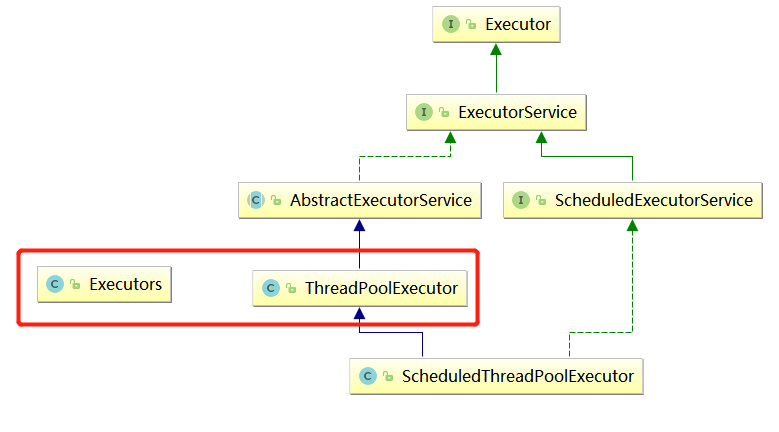 I Executor
I ExecutorService
C AbstractExecutorService
I ScheduledExecutorService
C Executors
C ThreadPoolExecutor
C ScheduledThreadPoolExecutor